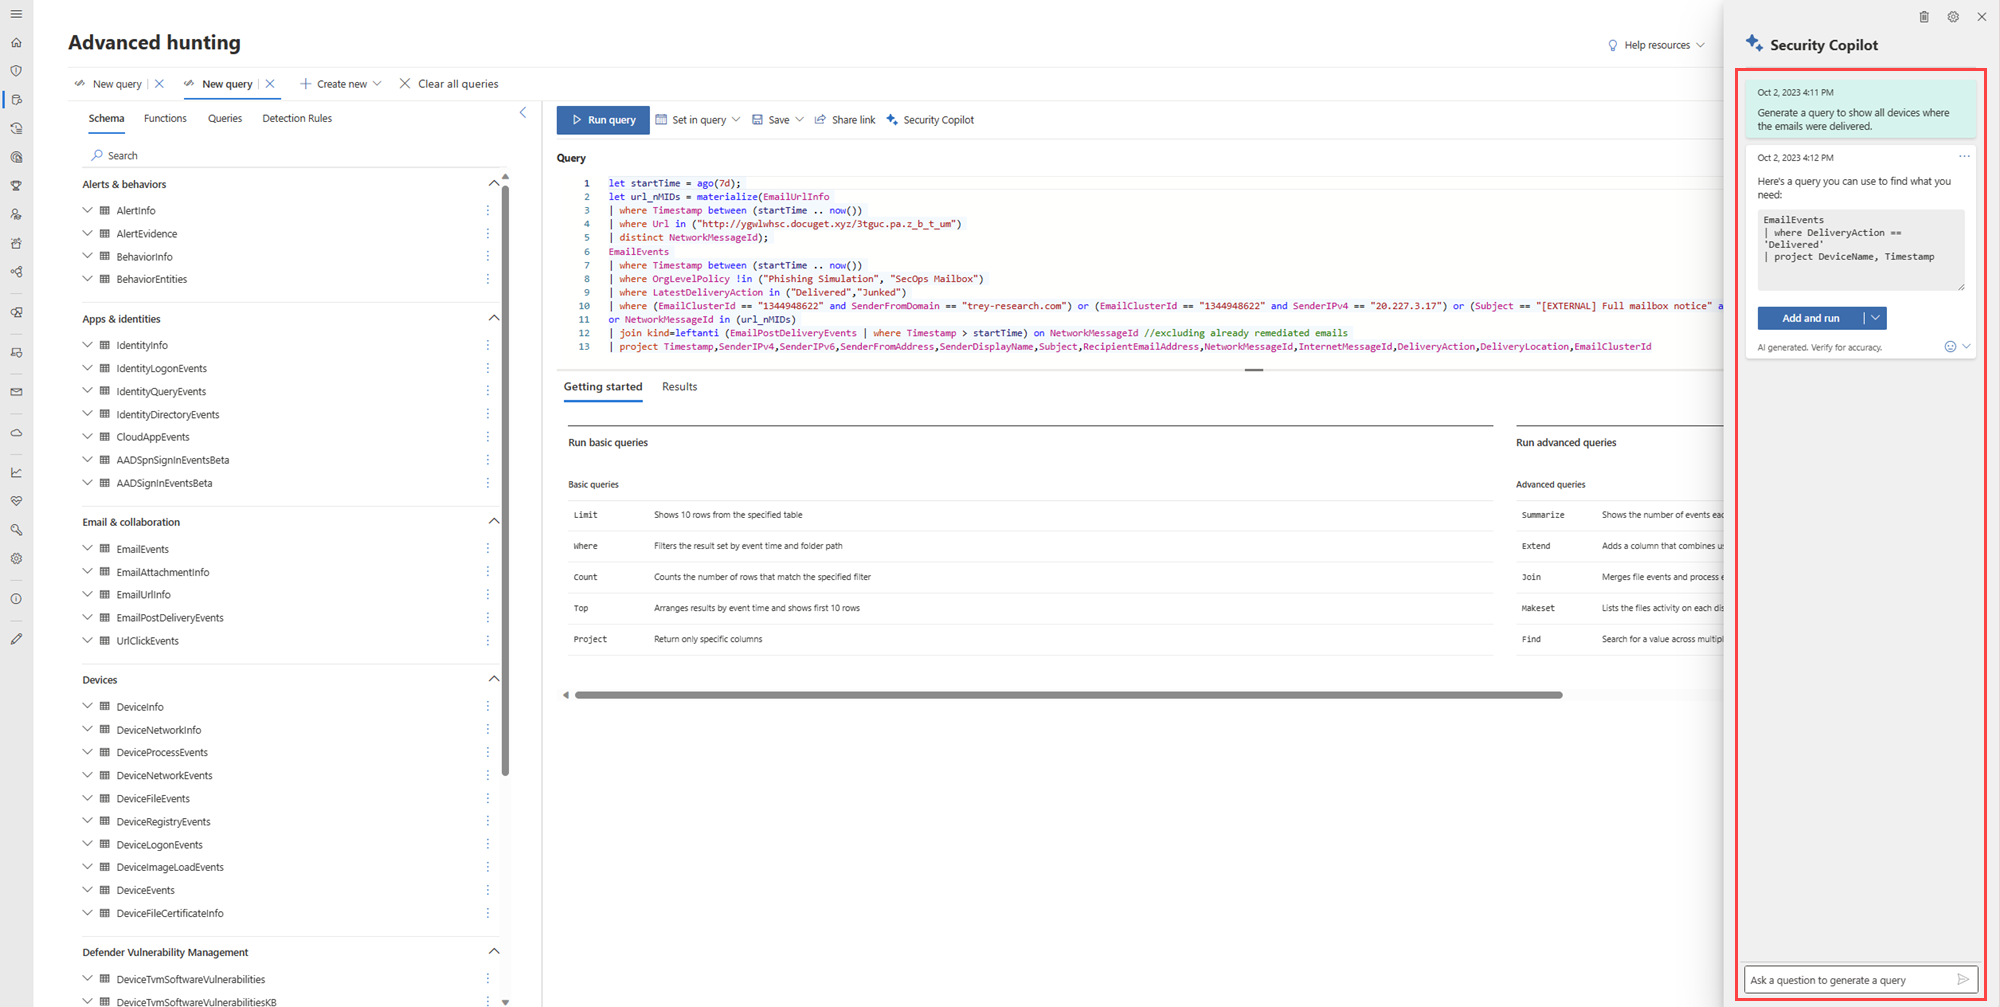 Advanced hunting
Help resources
New query
New query
Create new
Clear all queries
Schema
Functions
Queries
Detection Rules
Search
Alerts & behaviors
AlertInfo
AlertEvidence
BehaviorInfo
BehaviorEntities
Apps & identities
IdentityInfo
IdentityLogonEvents
IdentityQueryEvents
IdentityDirectoryEvents
CloudAppEvents
AADSpnSignInEventsBeta
AADSignInEventsBeta
Email & collaboration
EmailEvents
EmailAttachmentInfo
EmailUrlInfo
EmailPostDeliveryEvents
UrlClickEvents
Devices
DeviceInfo
DeviceNetworkInfo
DeviceProcessEvents
DeviceNetworkEvents
DeviceFileEvents
DeviceRegistryEvents
DeviceLogonEvents
DeviceImageLoadEvents
DeviceEvents
DeviceFileCertificateInfo
Defender Vulnerability Management
DeviceTvmSoftwareVulnerabilities
DeviceTvmSoftwareVulnerabilitiesKB
Run query
Set in query
Save
Share link
Security Copilot
Query
1 let startTime = ago(7d);
2 let url_nMIDs = materialize(EmailUrlInfo
3 | where Timestamp between (startTime .. now())
4 | where Url in ("http://ygwlwhsc.docuget.xyz/3tguc.pa.z_b_t_um")
5 | distinct NetworkMessageId);
6 EmailEvents
7 | where Timestamp between (startTime .. now())
8 | where OrgLevelPolicy !in ("Phishing Simulation", "SecOps Mailbox")
9 | where LatestDeliveryAction in ("Delivered","Junked")
10 | where (EmailClusterId == "1344948622" and SenderFromDomain == "trey-research.com") or (EmailClusterId == "1344948622" and SenderIPv4 == "20.227.3.17") or (Subject == "[EXTERNAL] Full mailbox notice" a
11 or NetworkMessageId in (url_nMIDs)
12 | join kind=leftanti (EmailPostDeliveryEvents | where Timestamp > startTime) on NetworkMessageId //excluding already remediated emails
13 | project Timestamp,SenderIPv4,SenderIPv6,SenderFromAddress,SenderDisplayName,Subject,RecipientEmailAddress,NetworkMessageId,InternetMessageId,DeliveryAction,DeliveryLocation,EmailClusterId
Getting started
Results
Run basic queries
Basic queries
Limit Shows 10 rows from the specified table
Where Filters the result set by event time and folder path
Count Counts the number of rows that match the specified filter
Top Arranges results by event time and shows first 10 rows
Project Return only specific columns
Run advanced queries
Advanced queries
Summarize Shows the number of events eac
Extend Adds a column that combines us
Join Merges file events and process e
Makeset Lists the files activity on each dis
Find Search for a value across multipl
Security Copilot
Oct 2, 2023 4:11 PM
Generate a query to show all devices where
the emails were delivered.
Oct 2, 2023 4:12 PM
Here's a query you can use to find what you
need:
EmailEvents
| where DeliveryAction ==
'Delivered'
| project DeviceName, Timestamp
Add and run
AI generated. Verify for accuracy.
Ask a question to generate a query